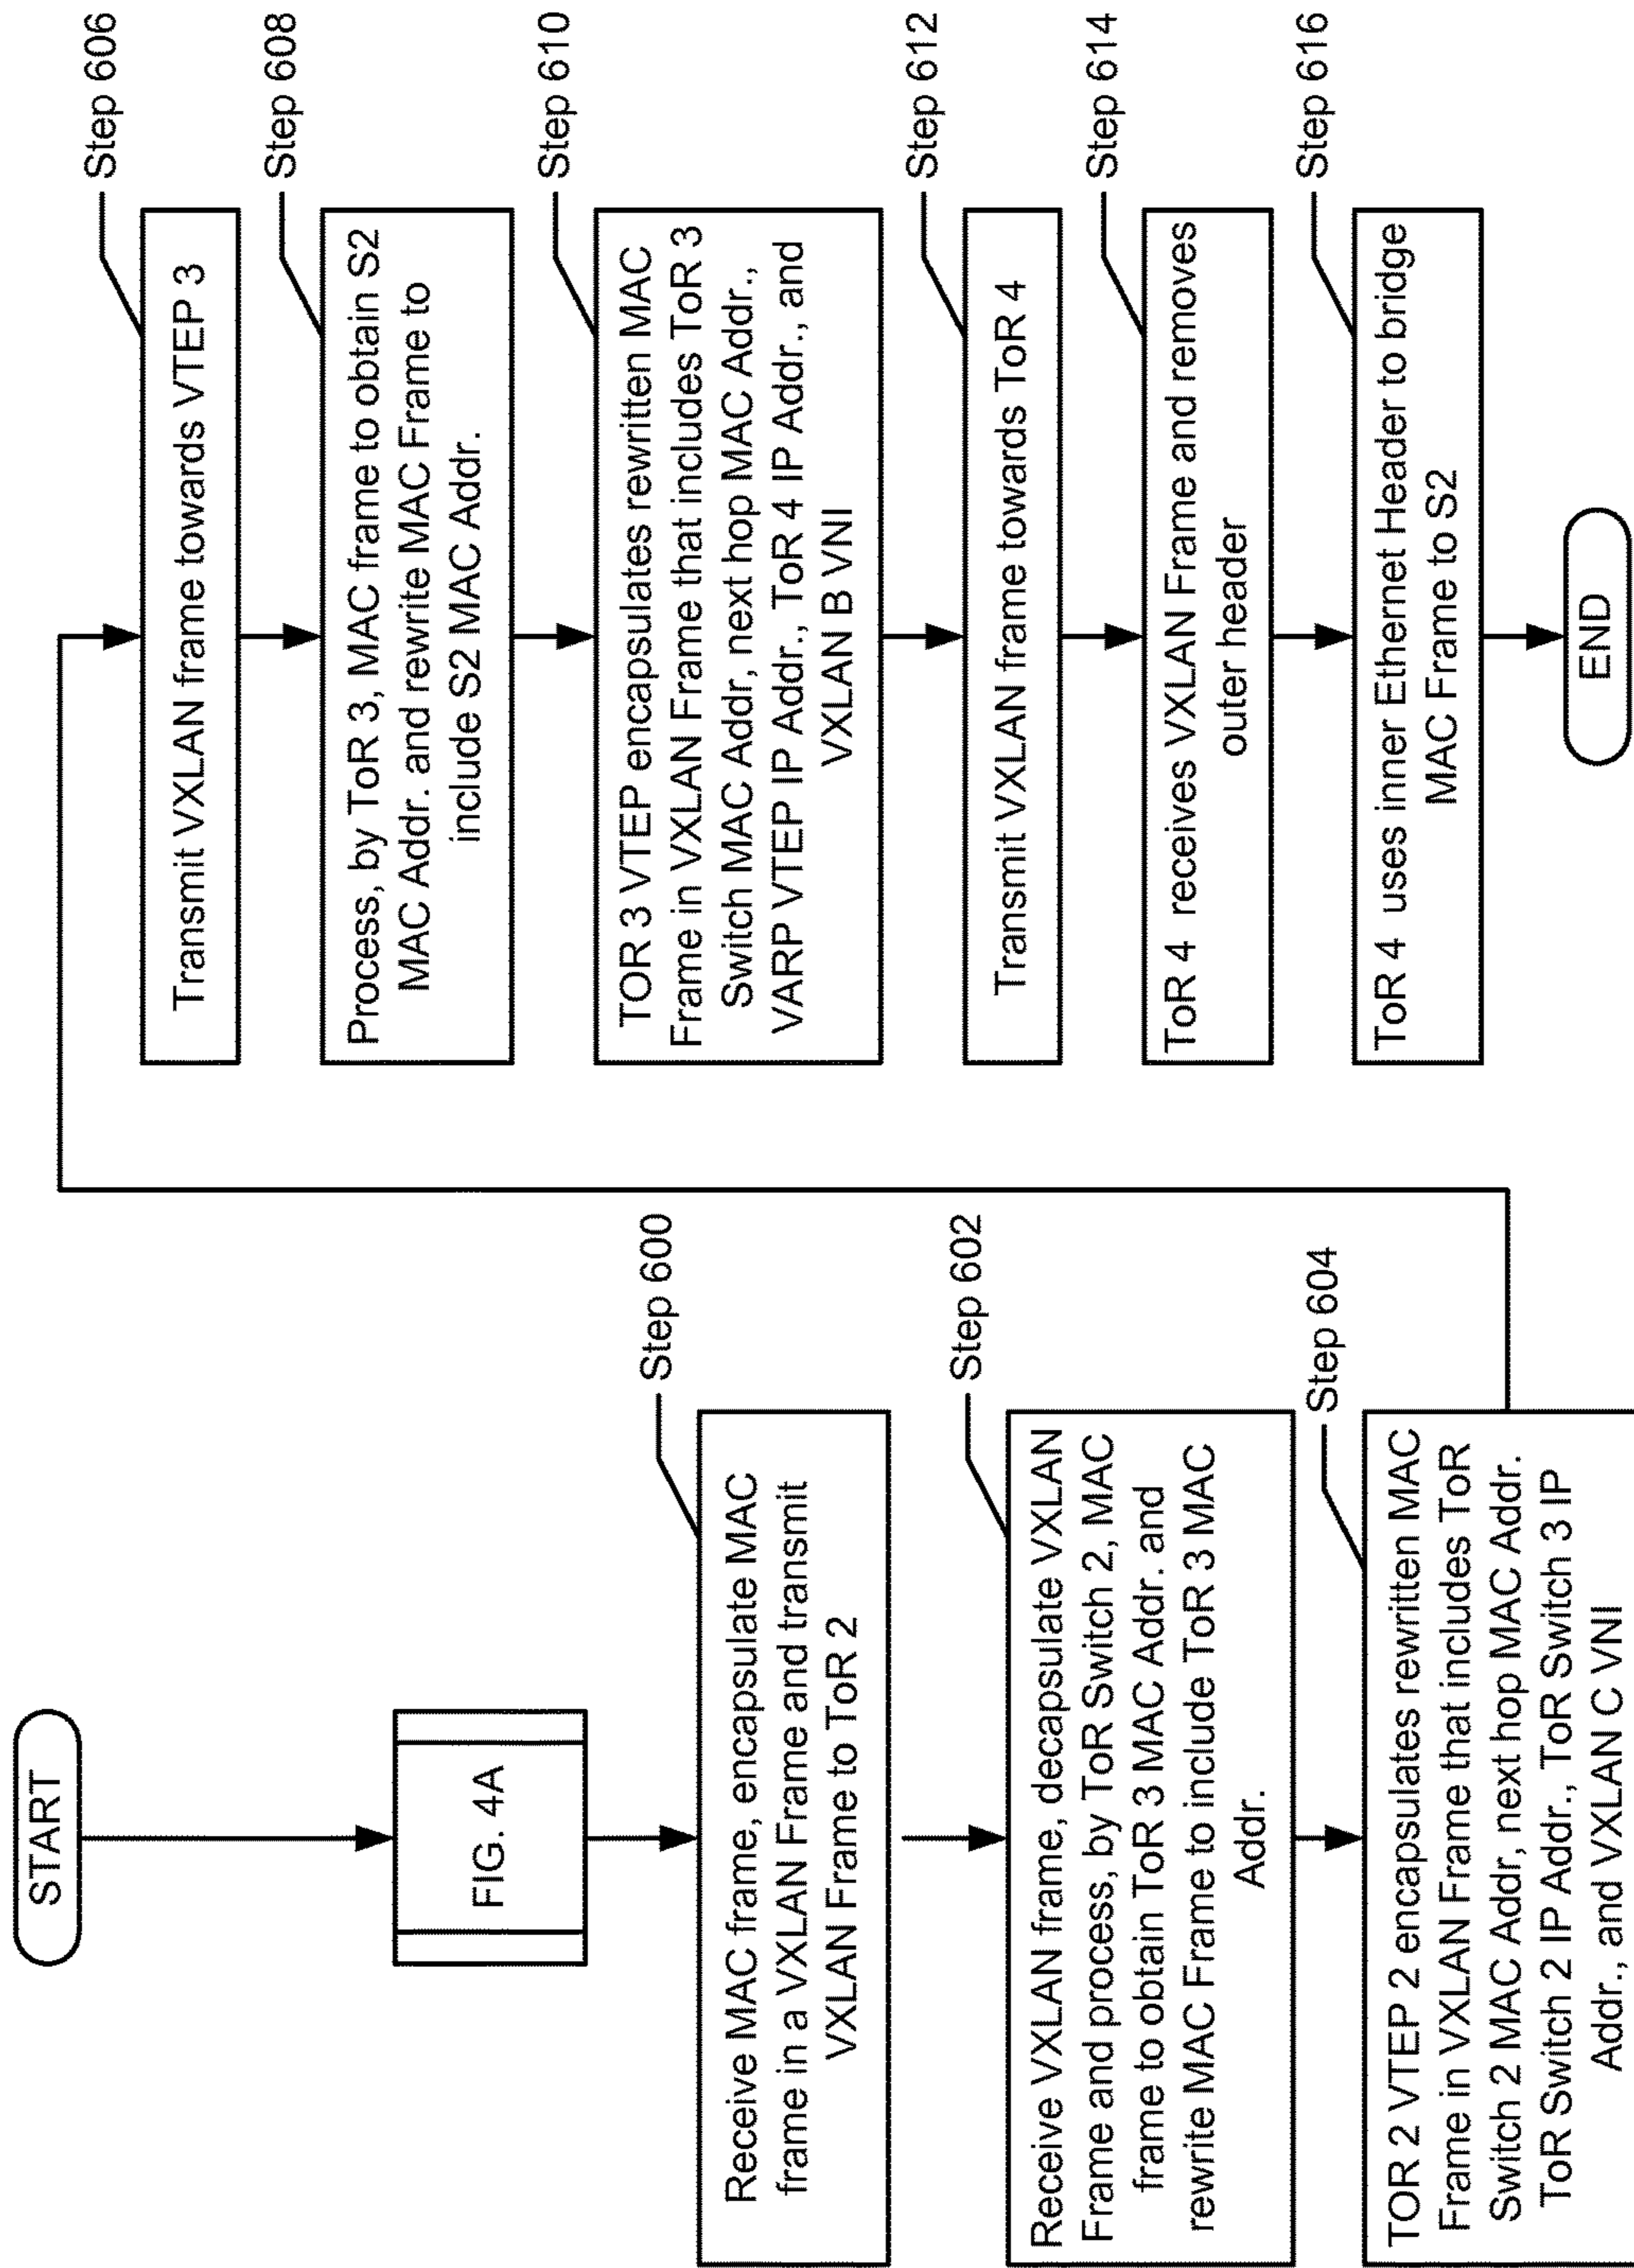 START
FIG. 4A
Step 600
Receive MAC frame, encapsulate MAC
frame in a VXLAN Frame and transmit
VXLAN Frame to ToR 2
Step 602
Receive VXLAN frame, decapsulate VXLAN
Frame and process, by ToR Switch 2, MAC
frame to obtain ToR 3 MAC Addr. and
rewrite MAC Frame to include ToR 3 MAC
Addr.
Step 604
TOR 2 VTEP 2 encapsulates rewritten MAC
Frame in VXLAN Frame that includes ToR
Switch 2 MAC Addr, next hop MAC Addr.
ToR Switch 2 IP Addr., ToR Switch 3 IP
Addr., and VXLAN C VNI
Step 606
Transmit VXLAN frame towards VTEP 3
Step 608
Process, by ToR 3, MAC frame to obtain S2
MAC Addr. and rewrite MAC Frame to
include S2 MAC Addr.
Step 610
TOR 3 VTEP encapsulates rewritten MAC
Frame in VXLAN Frame that includes ToR 3
Switch MAC Addr, next hop MAC Addr.,
VARP VTEP IP Addr., ToR 4 IP Addr., and
VXLAN B VNI
Step 612
Transmit VXLAN frame towards ToR 4
Step 614
ToR 4 receives VXLAN Frame and removes
outer header
Step 616
ToR 4 uses inner Ethernet Header to bridge
MAC Frame to S2
END